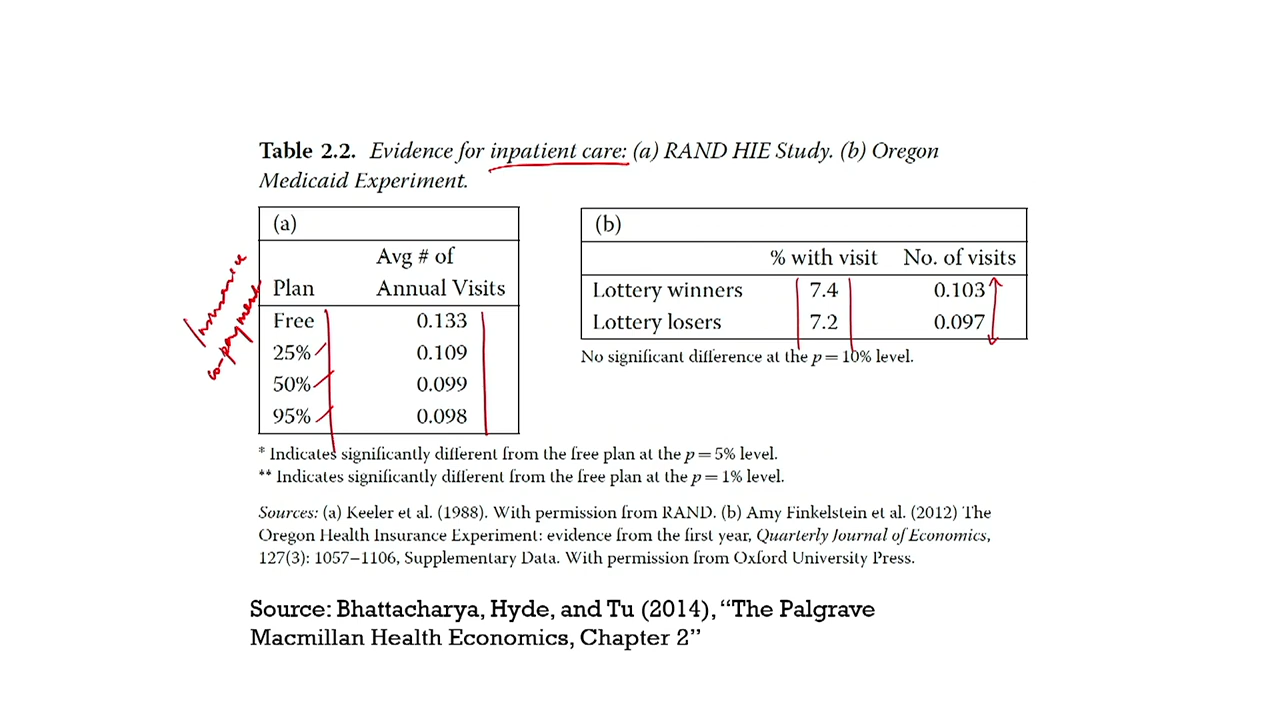 Table 2.2. Evidence for inpatient care: (a) RAND HIE Study. (b) Oregon
Medicaid Experiment.
(a)
Avg # of
Plan Annual Visits
Free 0.133
25% 0.109
50% 0.099
95% 0.098
Insurance
co-payment
(b)
% with visit No. of visits
Lottery winners 7.4 0.103
Lottery losers 7.2 0.097
No significant difference at the p = 10% level.
* Indicates significantly different from the free plan at the p = 5% level.
** Indicates significantly different from the free plan at the p = 1% level.
Sources: (a) Keeler et al. (1988). With permission from RAND. (b) Amy Finkelstein et al. (2012) The
Oregon Health Insurance Experiment: evidence from the first year, Quarterly Journal of Economics,
127(3): 1057–1106, Supplementary Data. With permission from Oxford University Press.
Source: Bhattacharya, Hyde, and Tu (2014), “The Palgrave
Macmillan Health Economics, Chapter 2”